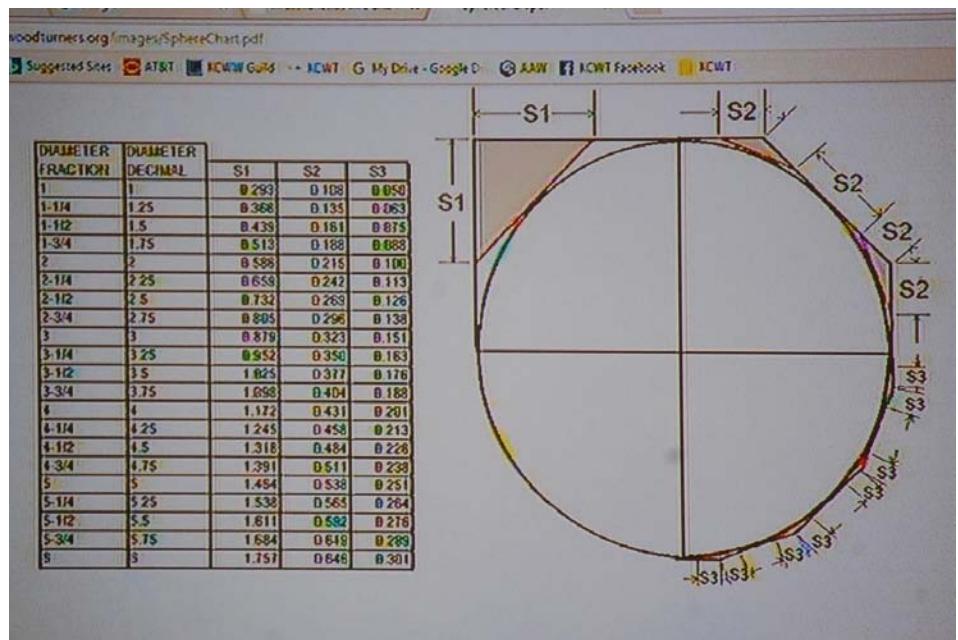 woodturners.org/images/SphereChart.pdf
Suggested Sites AT&T KCWW Guild KCWT G My Drive - Google D AAW KCWT Facebook KCWT
DIAMETER FRACTION DIAMETER DECIMAL S1 S2 S3
1 1 0.293 0.108 0.050
1-1/4 1.25 0.366 0.135 0.063
1-1/2 1.5 0.439 0.161 0.075
1-3/4 1.75 0.513 0.188 0.088
2 2 0.586 0.215 0.100
2-1/4 2.25 0.659 0.242 0.113
2-1/2 2.5 0.732 0.269 0.126
2-3/4 2.75 0.805 0.296 0.138
3 3 0.879 0.323 0.151
3-1/4 3.25 0.952 0.350 0.163
3-1/2 3.5 1.025 0.377 0.176
3-3/4 3.75 1.098 0.404 0.188
4 4 1.172 0.431 0.201
4-1/4 4.25 1.245 0.458 0.213
4-1/2 4.5 1.318 0.484 0.226
4-3/4 4.75 1.391 0.511 0.238
5 5 1.464 0.538 0.251
5-1/4 5.25 1.538 0.565 0.264
5-1/2 5.5 1.611 0.592 0.276
5-3/4 5.75 1.684 0.619 0.289
1.757 0.646 0.301
S1
S2
S2
S1
S2
S2
S3
S3
S3
S3
S3
S3
S3
S3